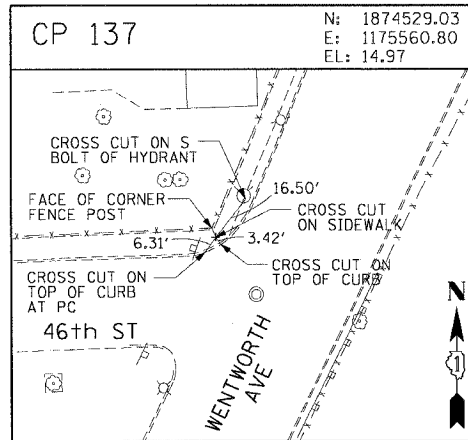 CP 137
N: 1874529.03
E: 1175560.80
EL: 14.97
CROSS CUT ON S
BOLT OF HYDRANT
16.50'
FACE OF CORNER
FENCE POST
CROSS CUT
ON SIDEWALK
6.31'
3.42'
CROSS CUT ON
TOP OF CURB
AT PC
CROSS CUT ON
TOP OF CURB
46th ST
WENTWORTH
AVE
N
1